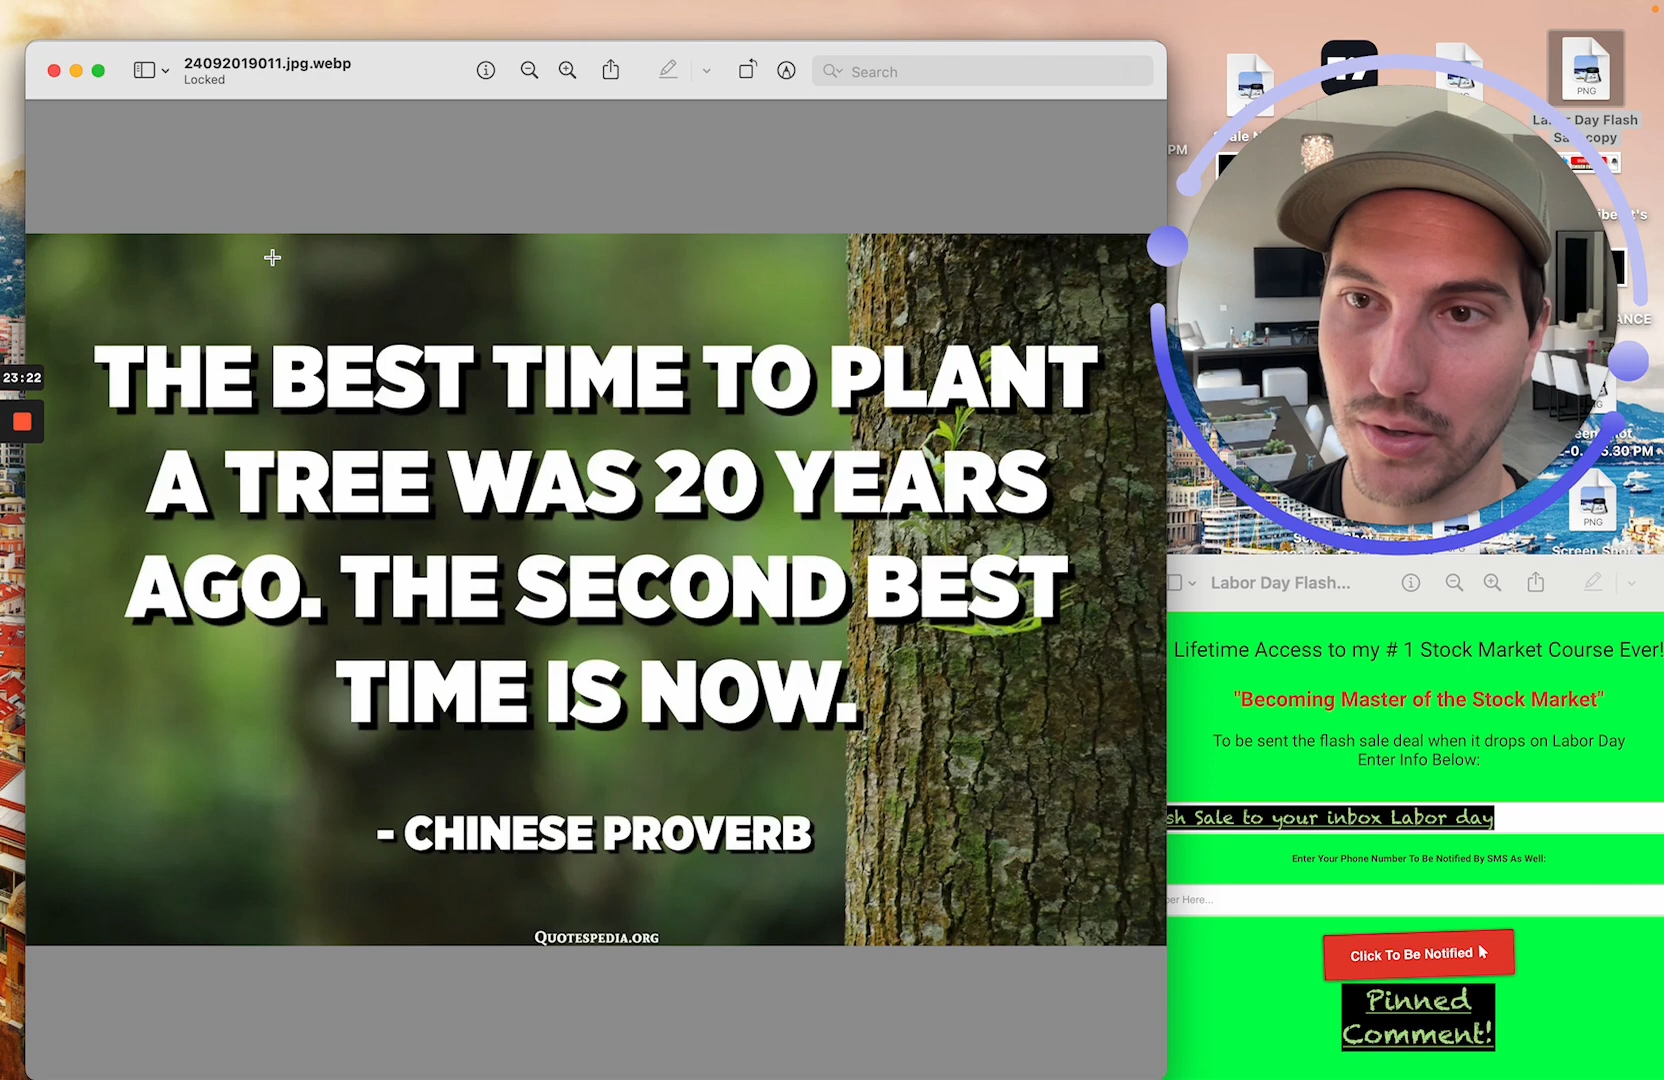 24092019011.jpg.webp
Locked
Search
THE BEST TIME TO PLANT
A TREE WAS 20 YEARS
AGO. THE SECOND BEST
TIME IS NOW.
- CHINESE PROVERB
QUOTESPEDIA.ORG
23:22
PM
PNG
Labor Day Flash
copy
ANCE
PNG
Labor Day Flash...
Lifetime Access to my # 1 Stock Market Course Ever!
"Becoming Master of the Stock Market"
To be sent the flash sale deal when it drops on Labor Day
Enter Info Below:
sh Sale to your inbox Labor day
Enter Your Phone Number To Be Notified By SMS As Well:
Here...
Click To Be Notified
Pinned
Comment!